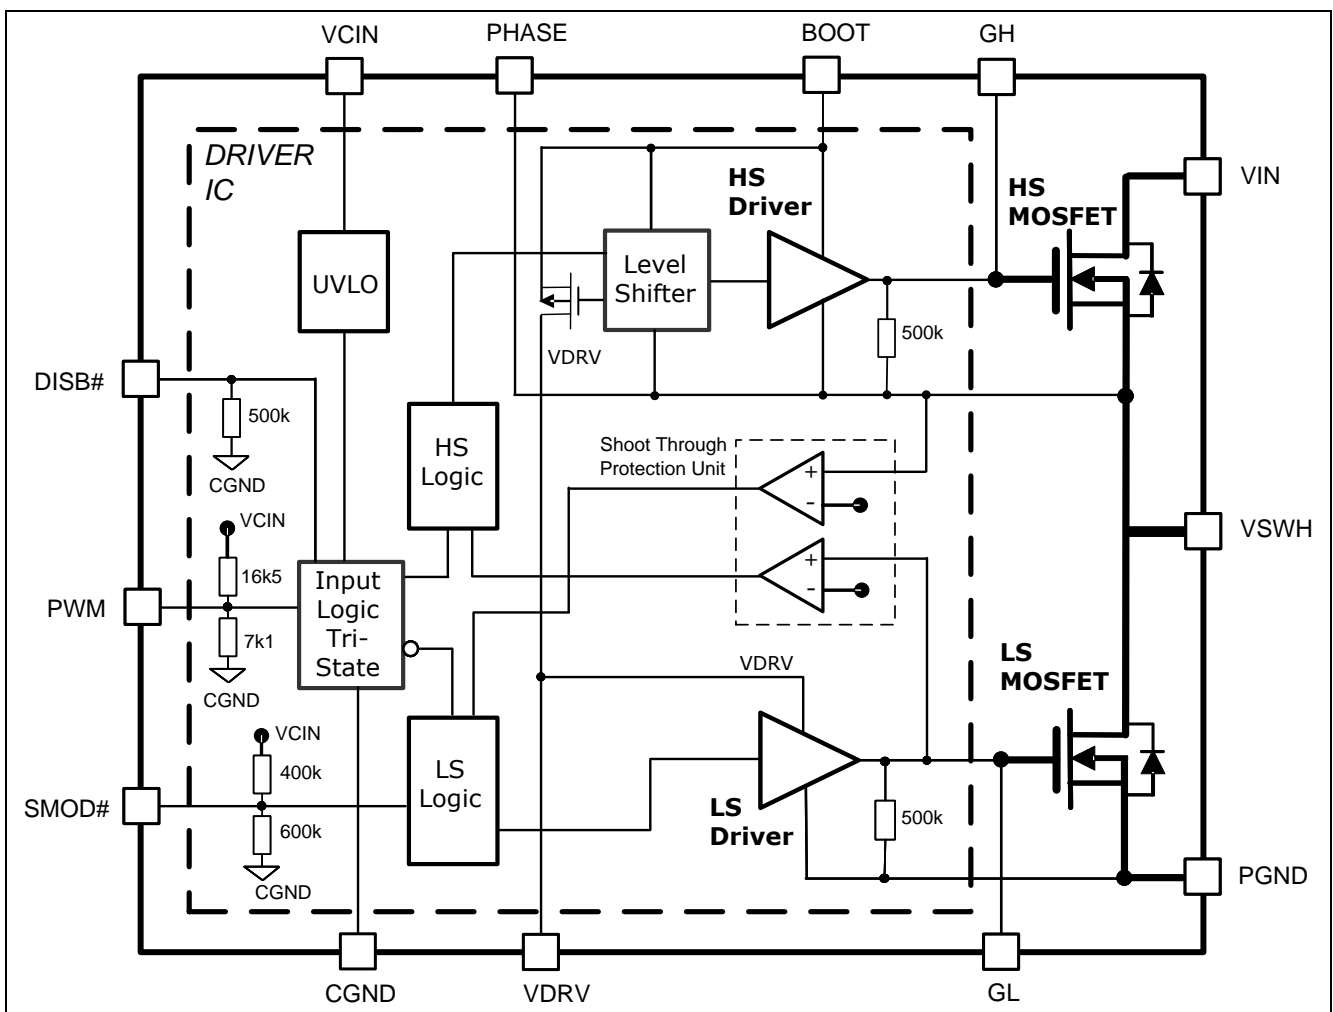 VCIN
PHASE
BOOT
GH
DRIVER
IC
HS
Driver
HS
MOSFET
VIN
UVLO
Level
Shifter
500k
VDRV
DISB#
500k
CGND
HS
Logic
Shoot Through
Protection Unit
+
-
VCIN
16k5
PWM
7k1
CGND
Input
Logic
Tri-
State
+
-
VSWH
VDRV
LS
MOSFET
VCIN
400k
SMOD#
600k
CGND
LS
Logic
LS
Driver
500k
PGND
CGND
VDRV
GL